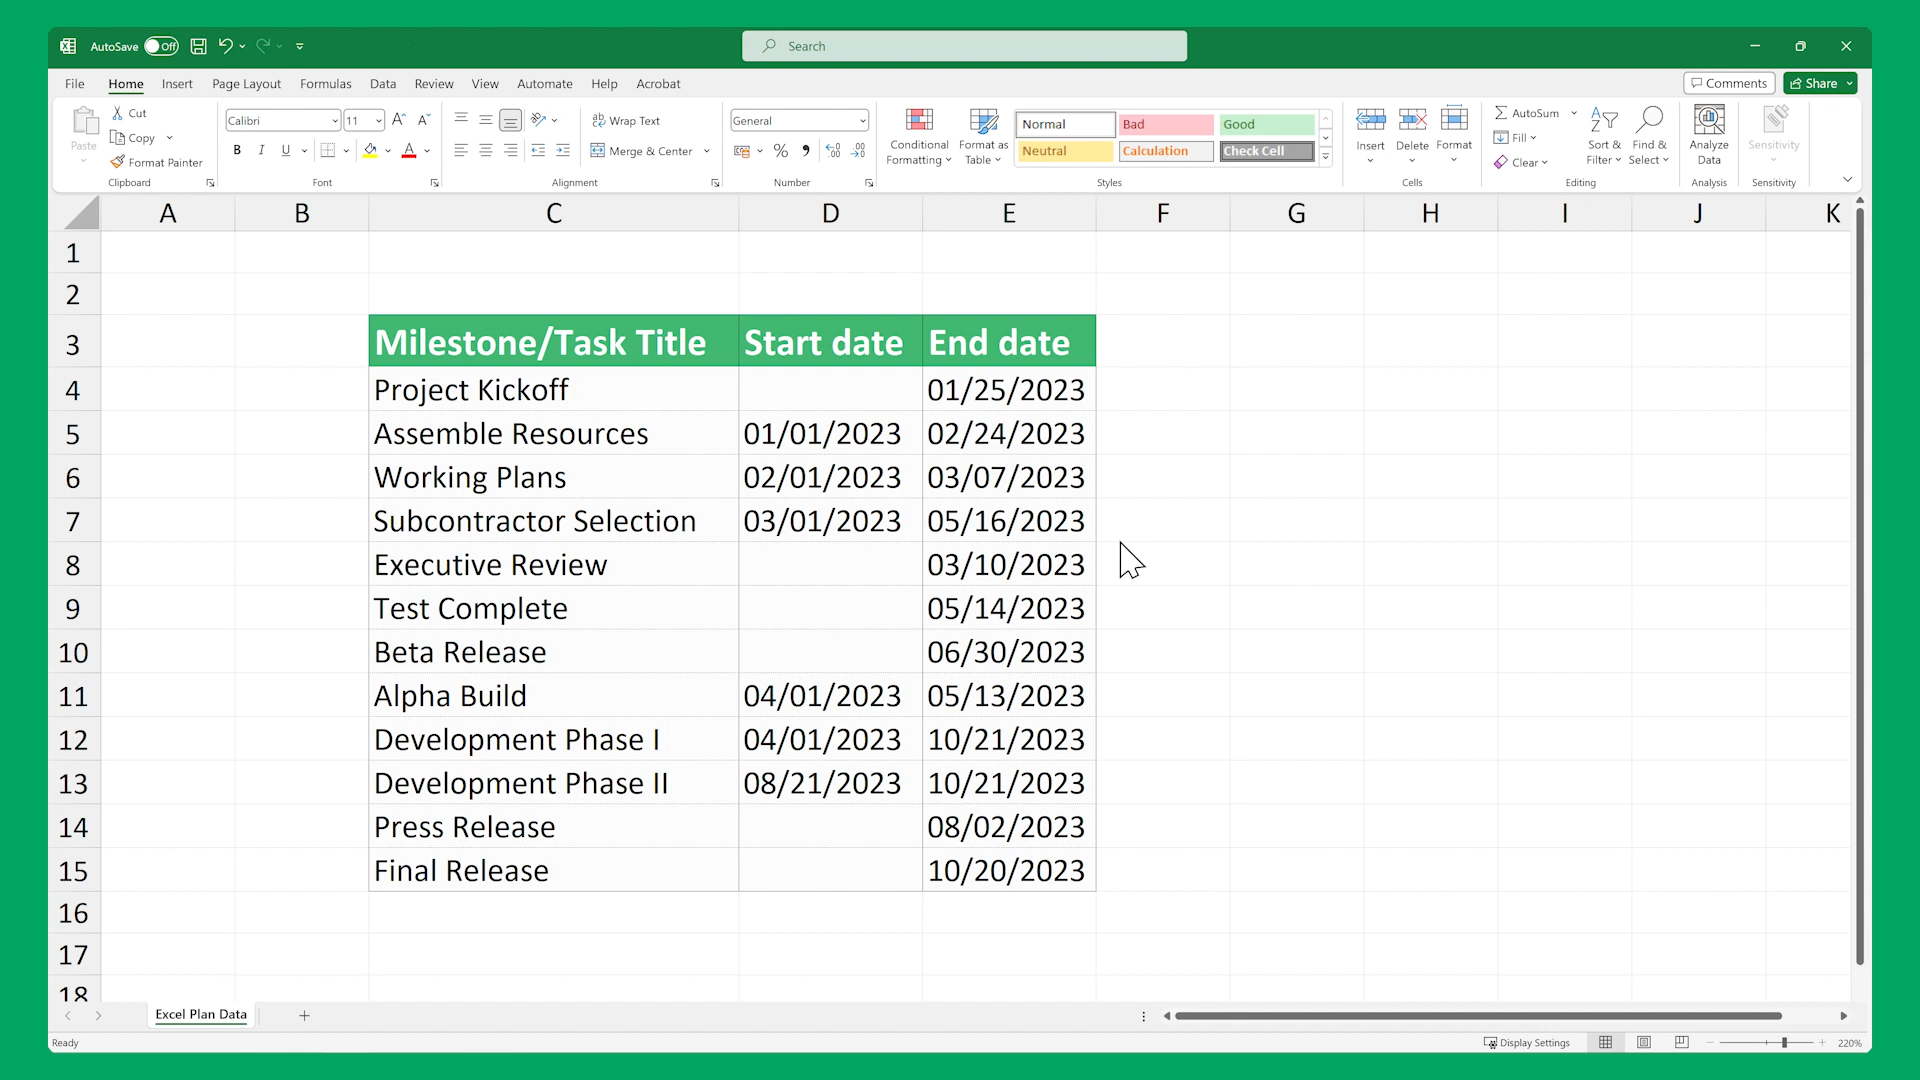 AutoSave Off
Search
File Home Insert Page Layout Formulas Data Review View Automate Help Acrobat Comments Share
Paste
Cut
Copy
Format Painter
Clipboard
Calibri 11 A A
B I U A
Font
Wrap Text
Merge & Center
Alignment
General
% , .00
Number
Conditional Formatting
Format as Table
Normal Bad Good
Neutral Calculation Check Cell
Styles
Insert Delete Format
Cells
AutoSum
Fill
Clear
Sort & Filter
Find & Select
Editing
Analyze Data
Analysis
Sensitivity
Sensitivity
A B C D E F G H I J K
1
2
3 Milestone/Task Title Start date End date
4 Project Kickoff 01/25/2023
5 Assemble Resources 01/01/2023 02/24/2023
6 Working Plans 02/01/2023 03/07/2023
7 Subcontractor Selection 03/01/2023 05/16/2023
8 Executive Review 03/10/2023
9 Test Complete 05/14/2023
10 Beta Release 06/30/2023
11 Alpha Build 04/01/2023 05/13/2023
12 Development Phase I 04/01/2023 10/21/2023
13 Development Phase II 08/21/2023 10/21/2023
14 Press Release 08/02/2023
15 Final Release 10/20/2023
16
17
18
Excel Plan Data
Ready Display Settings 220%